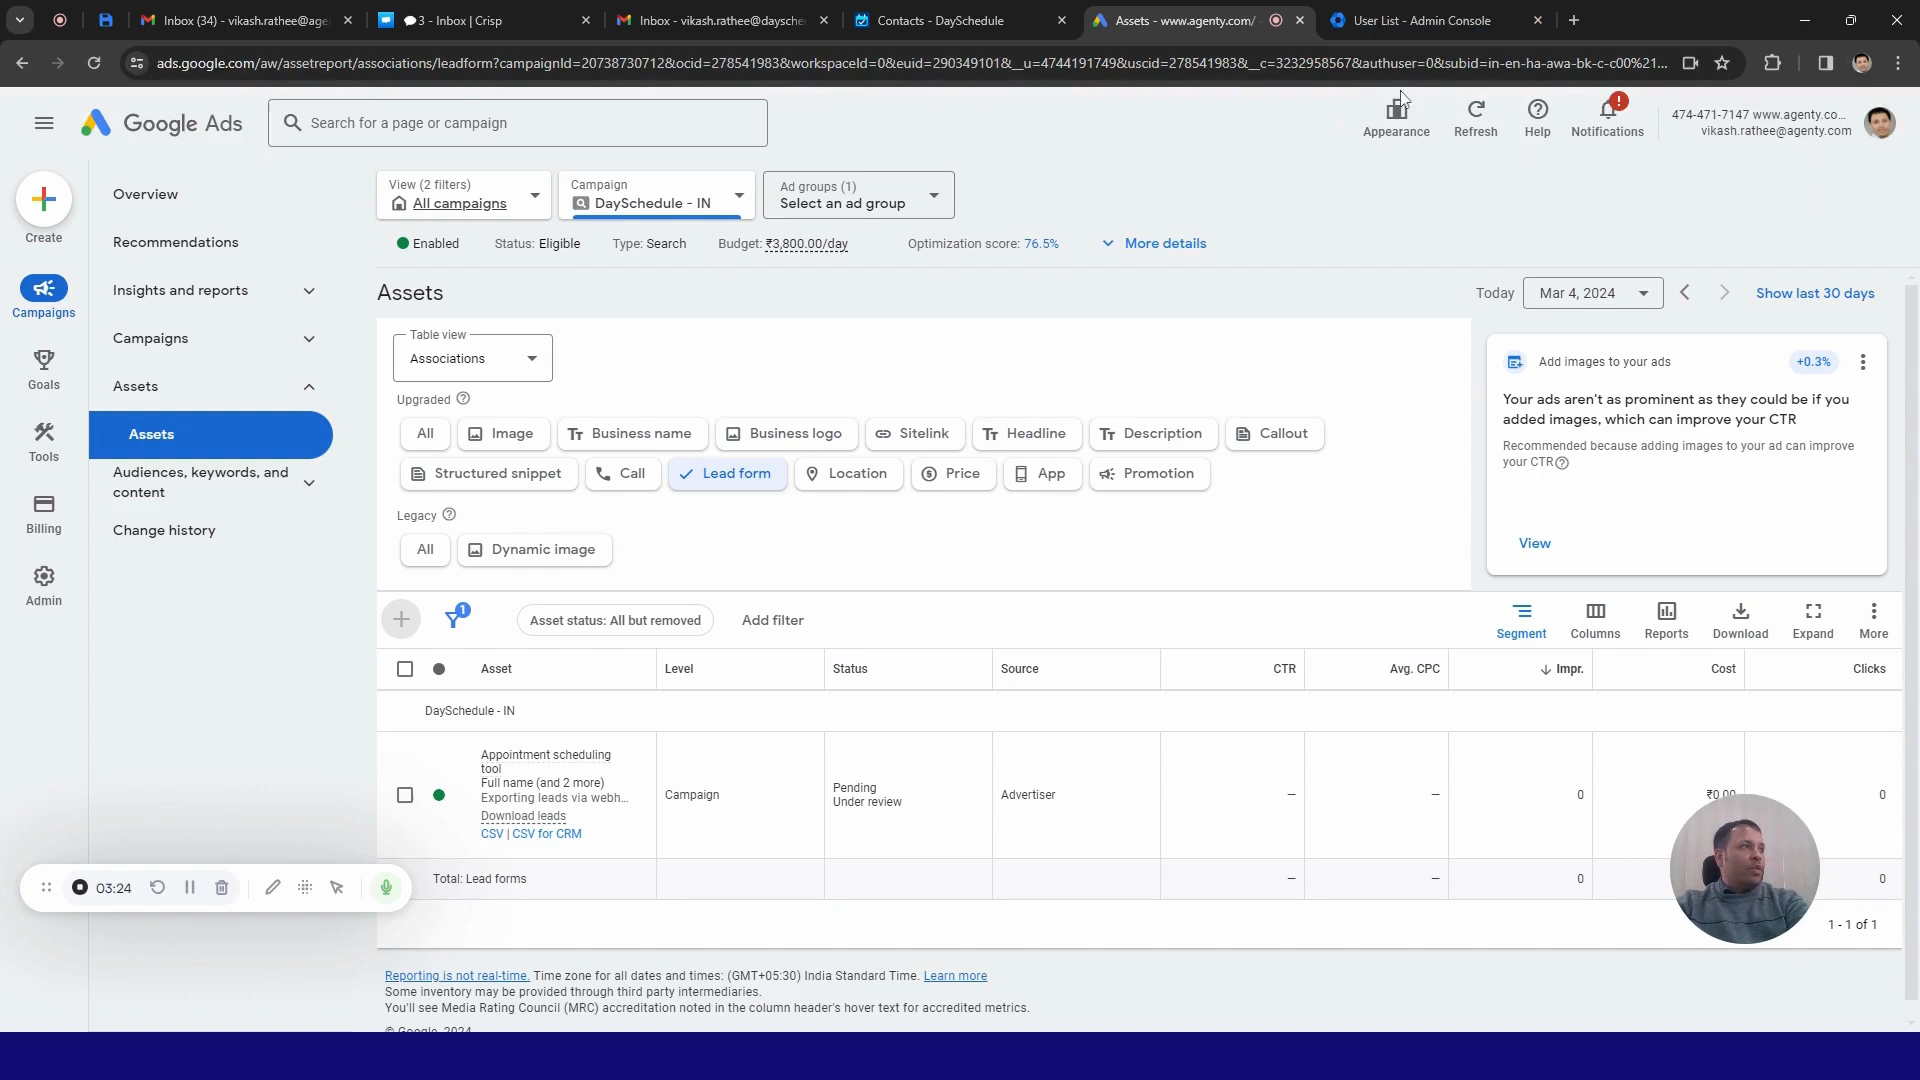 Inbox (34) - vikash.rathee@age
3 - Inbox | Crisp
Inbox - vikash.rathee@daysche
Contacts - DaySchedule
Assets - www.agenty.com/
User List - Admin Console
ads.google.com/aw/assetreport/associations/leadform?campaignId=20738730712&ocid=278541983&workspaceId=0&euid=290349101&__u=4744191749&uscid=278541983&__c=3232958567&authuser=0&subid=in-en-ha-awa-bk-c-c00%21...
Google Ads
Search for a page or campaign
Appearance
Refresh
Help
!
Notifications
474-471-7147 www.agenty.co...
vikash.rathee@agenty.com
Create
Campaigns
Goals
Tools
Billing
Admin
Overview
Recommendations
Insights and reports
Campaigns
Assets
Assets
Audiences, keywords, and
content
Change history
View (2 filters)
All campaigns
Campaign
DaySchedule - IN
Ad groups (1)
Select an ad group
Enabled
Status: Eligible
Type: Search
Budget: ₹3,800.00/day
Optimization score: 76.5%
More details
Assets
Today
Mar 4, 2024
Show last 30 days
Table view
Associations
Upgraded
All
Image
Business name
Business logo
Sitelink
Headline
Description
Callout
Structured snippet
Call
Lead form
Location
Price
App
Promotion
Legacy
All
Dynamic image
Add images to your ads
+0.3%
Your ads aren't as prominent as they could be if you
added images, which can improve your CTR
Recommended because adding images to your ad can improve
your CTR
View
1
Asset status: All but removed
Add filter
Segment
Columns
Reports
Download
Expand
More
Asset
Level
Status
Source
CTR
Avg. CPC
Impr.
Cost
Clicks
DaySchedule - IN
Appointment scheduling
tool
Full name (and 2 more)
Exporting leads via webh...
Download leads
CSV | CSV for CRM
Campaign
Pending
Under review
Advertiser
—
—
0
₹0.00
0
03:24
Total: Lead forms
—
—
0
0
1 - 1 of 1
Reporting is not real-time. Time zone for all dates and times: (GMT+05:30) India Standard Time. Learn more
Some inventory may be provided through third party intermediaries.
You'll see Media Rating Council (MRC) accreditation noted in the column header's hover text for accredited metrics.
© Google, 2024